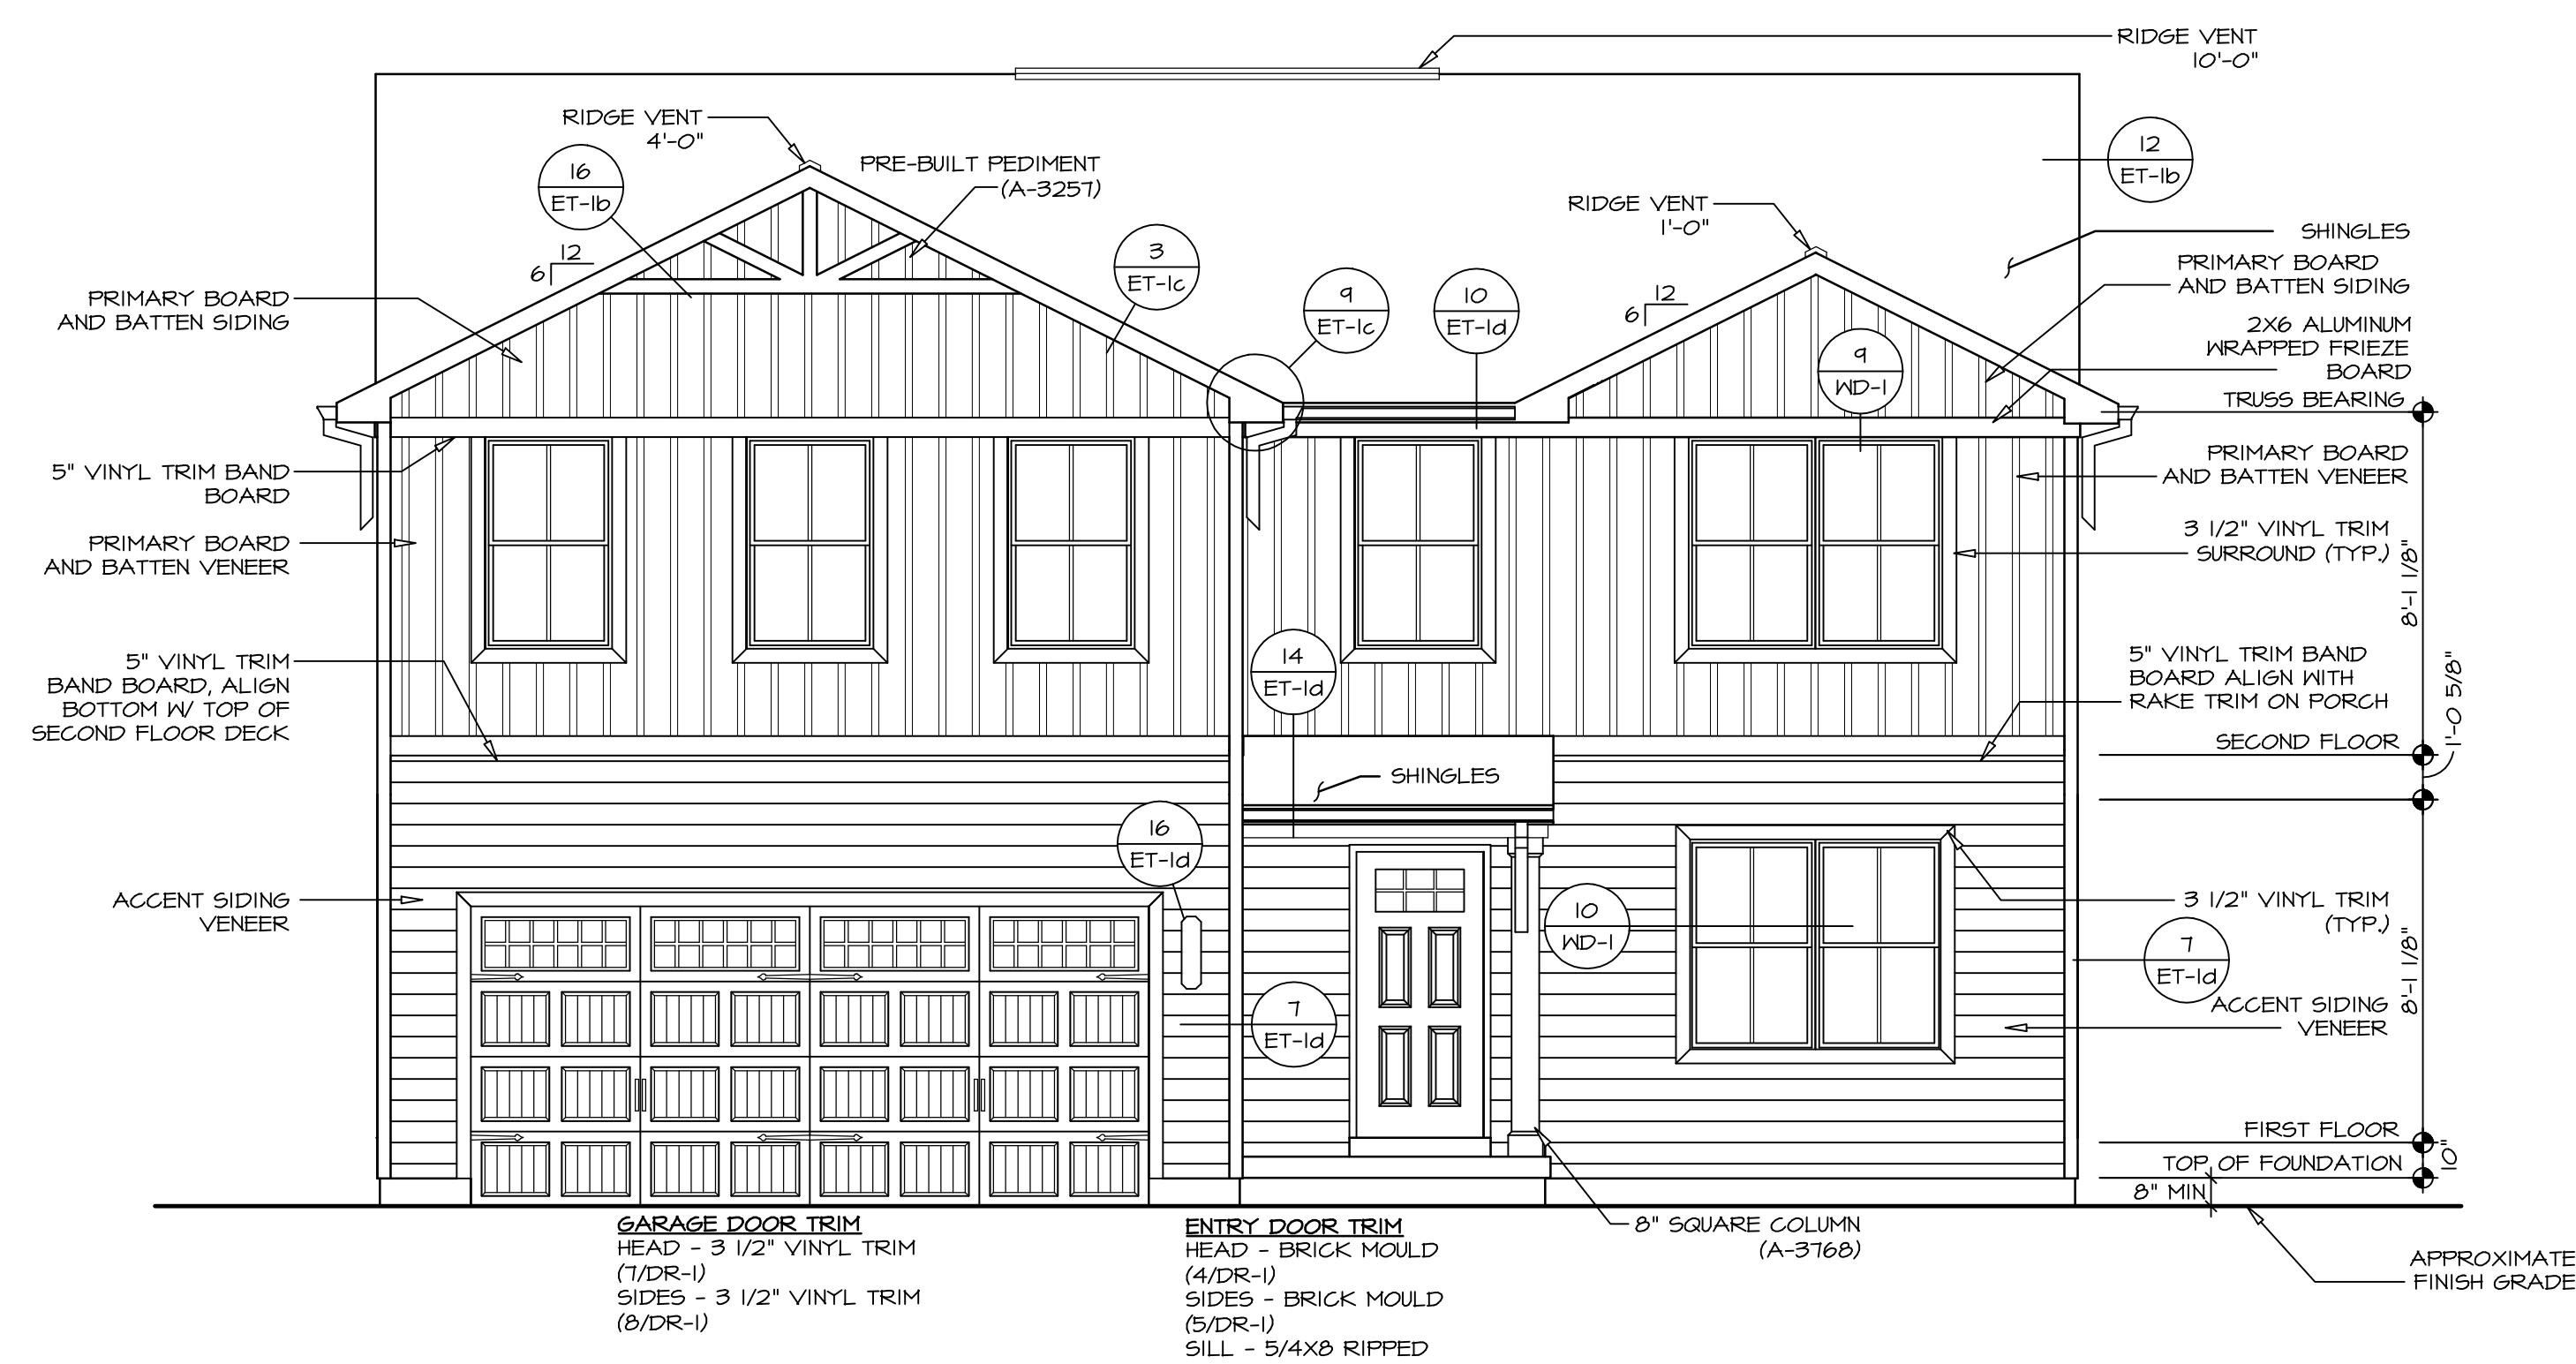 RIDGE VENT
10'-0"
RIDGE VENT
4'-0"
16
ET-1b
PRE-BUILT PEDIMENT
(A-3257)
12
ET-1b
RIDGE VENT
1'-0"
3
ET-1c
12
6
9
ET-1c
10
ET-1d
12
6
SHINGLES
PRIMARY BOARD
AND BATTEN SIDING
PRIMARY BOARD
AND BATTEN SIDING
2X6 ALUMINUM
WRAPPED FRIEZE
BOARD
9
WD-1
TRUSS BEARING
5" VINYL TRIM BAND
BOARD
PRIMARY BOARD
AND BATTEN VENEER
PRIMARY BOARD
AND BATTEN VENEER
3 1/2" VINYL TRIM
SURROUND (TYP.)
8'-1 1/8"
5" VINYL TRIM
BAND BOARD, ALIGN
BOTTOM W/ TOP OF
SECOND FLOOR DECK
14
ET-1d
5" VINYL TRIM BAND
BOARD ALIGN WITH
RAKE TRIM ON PORCH
1'-0 5/8"
SECOND FLOOR
SHINGLES
16
ET-1d
ACCENT SIDING
VENEER
10
WD-1
3 1/2" VINYL TRIM
(TYP.)
7
ET-1d
8'-1 1/8"
ACCENT SIDING
VENEER
7
ET-1d
FIRST FLOOR
10"
TOP OF FOUNDATION
8" MIN
GARAGE DOOR TRIM
HEAD - 3 1/2" VINYL TRIM
(7/DR-1)
SIDES - 3 1/2" VINYL TRIM
(8/DR-1)
ENTRY DOOR TRIM
HEAD - BRICK MOULD
(4/DR-1)
SIDES - BRICK MOULD
(5/DR-1)
SILL - 5/4X8 RIPPED
8" SQUARE COLUMN
(A-3768)
APPROXIMATE
FINISH GRADE